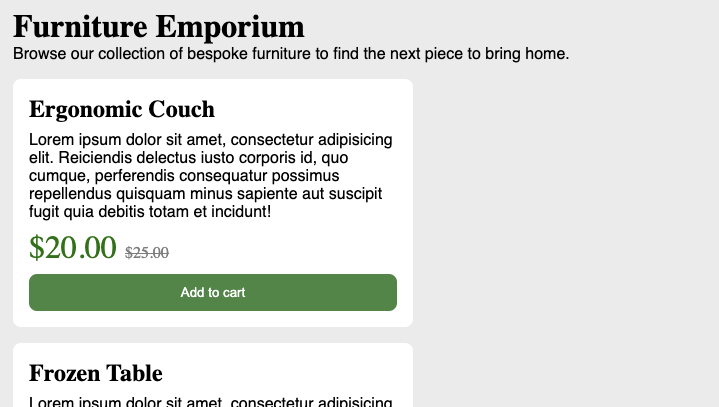 Furniture Emporium
Browse our collection of bespoke furniture to find the next piece to bring home.
Ergonomic Couch
Lorem ipsum dolor sit amet, consectetur adipisicing
elit. Reiciendis delectus iusto corporis id, quo
cumque, perferendis consequatur possimus
repellendus quisquam minus sapiente aut suscipit
fugit quia debitis totam et incidunt!
$20.00 $25.00
Add to cart
Frozen Table
Lorem ipsum dolor sit amet, consectetur adipisicing